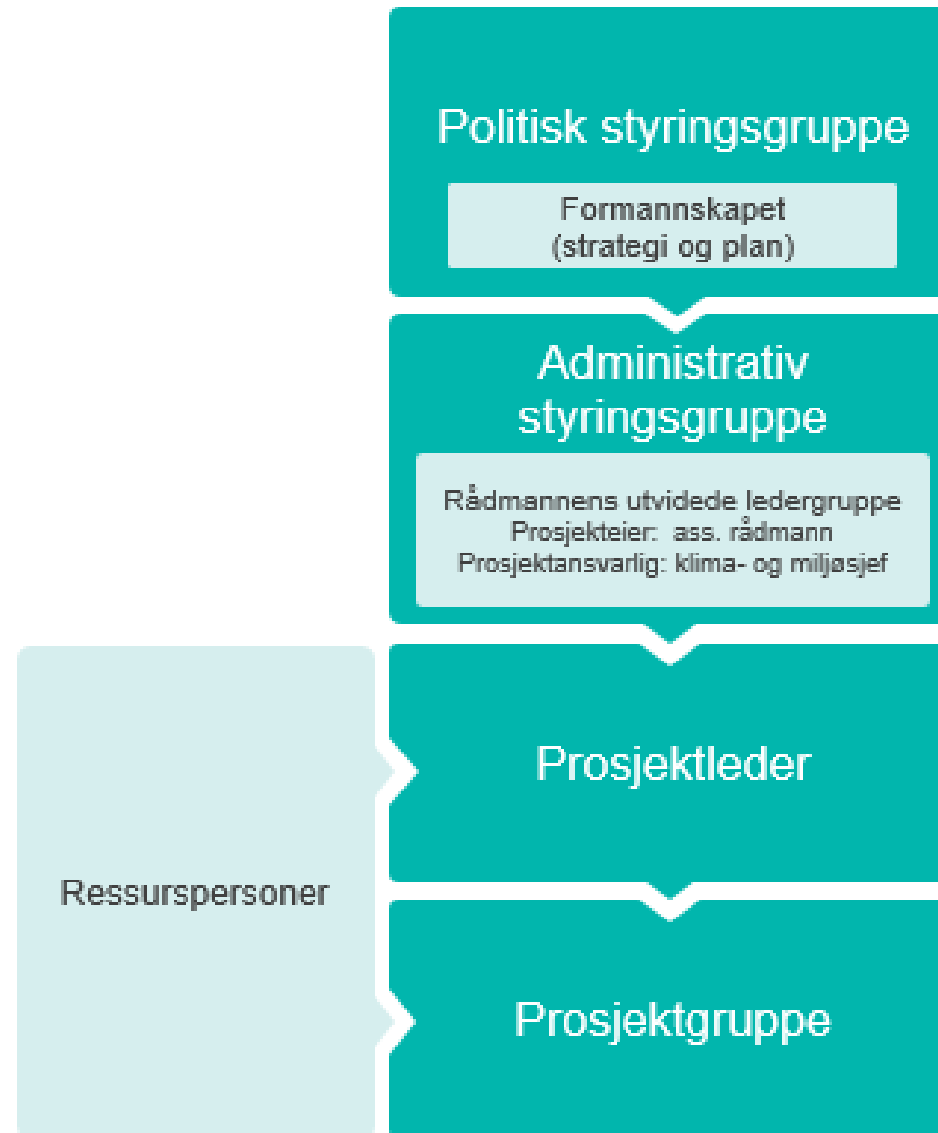 Politisk styringsgruppe
Formannskapet
(strategi og plan)
Administrativ
styringsgruppe
Rådmannens utvidede ledergruppe
Prosjekteier: ass. rådmann
Prosjektansvarlig: klima- og miljøsjef
Prosjektleder
Ressurspersoner
Prosjektgruppe